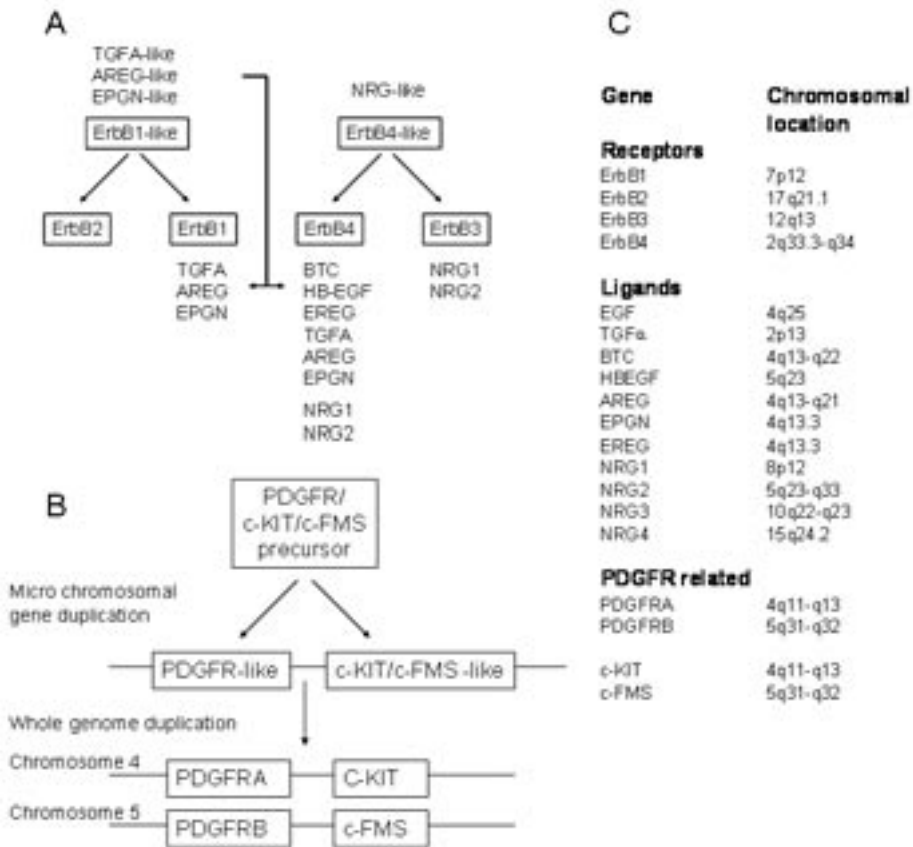 A
TGFA-like
AREG-like
EPGN-like
ErbB1-like
NRG-like
ErbB4-like
ErbB2
ErbB1
ErbB4
ErbB3
TGFA
AREG
EPGN
BTC
HB-EGF
EREG
TGFA
AREG
EPGN
NRG1
NRG2
NRG1
NRG2
B
PDGFR/
c-KIT/c-FMS
precursor
Micro chromosomal
gene duplication
PDGFR-like
c-KIT/c-FMS -like
Whole genome duplication
Chromosome 4
PDGFRA
C-KIT
Chromosome 5
PDGFRB
c-FMS
C
Gene Chromosomal
location
Receptors
ErbB1 7p12
ErbB2 17q21.1
ErbB3 12q13
ErbB4 2q33.3-q34
Ligands
EGF 4q25
TGFα 2p13
BTC 4q13-q22
HBEGF 5q23
AREG 4q13-q21
EPGN 4q13.3
EREG 4q13.3
NRG1 8p12
NRG2 5q23-q33
NRG3 10q22-q23
NRG4 15q24.2
PDGFR related
PDGFRA 4q11-q13
PDGFRB 5q31-q32
c-KIT 4q11-q13
c-FMS 5q31-q32